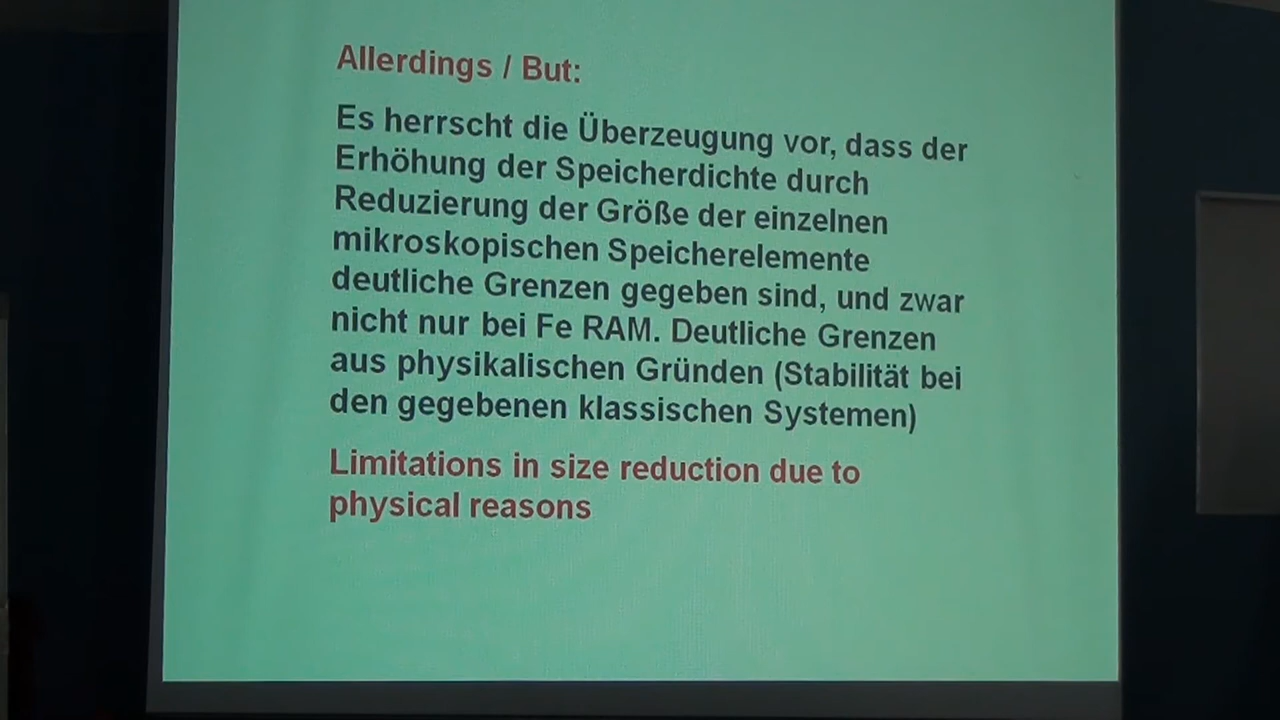 Allerdings / But:
Es herrscht die Überzeugung vor, dass der
Erhöhung der Speicherdichte durch
Reduzierung der Größe der einzelnen
mikroskopischen Speicherelemente
deutliche Grenzen gegeben sind, und zwar
nicht nur bei Fe RAM. Deutliche Grenzen
aus physikalischen Gründen (Stabilität bei
den gegebenen klassischen Systemen)
Limitations in size reduction due to
physical reasons